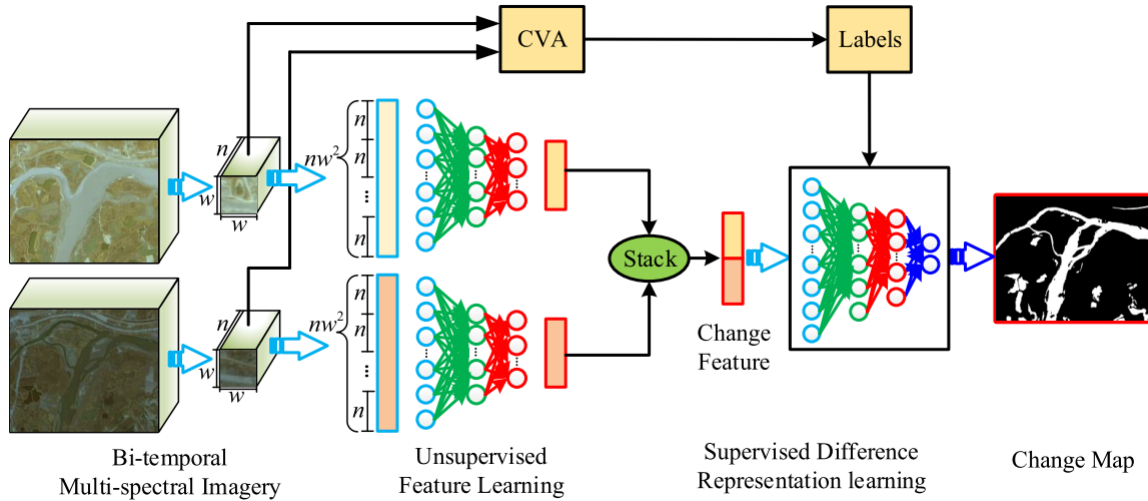 CVA
Labels
n
w
w
nw²
n
n
...
n
Stack
n
w
w
nw²
n
n
...
n
Change
Feature
Bi-temporal
Multi-spectral Imagery
Unsupervised
Feature Learning
Supervised Difference
Representation learning
Change Map